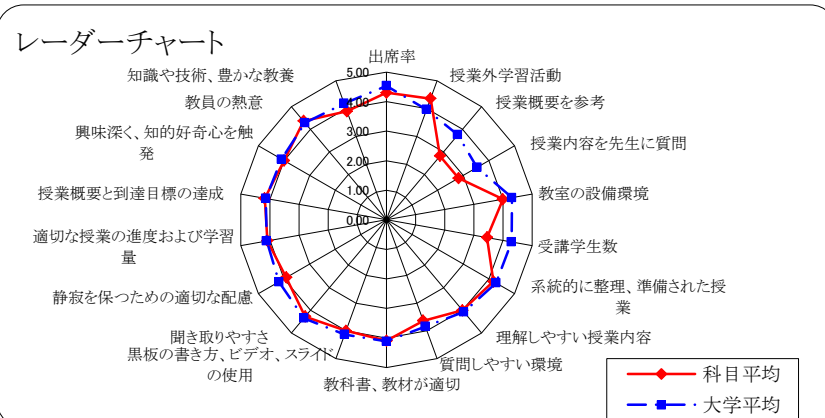 レーダーチャート
出席率
授業外学習活動
授業概要を参考
授業内容を先生に質問
教室の設備環境
受講学生数
系統的に整理、準備された授
業
理解しやすい授業内容
質問しやすい環境
教科書、教材が適切
黒板の書き方、ビデオ、スライド
の使用
聞き取りやすさ
静寂を保つための適切な配慮
適切な授業の進度および学習
量
授業概要と到達目標の達成
興味深く、知的好奇心を触
発
教員の熱意
知識や技術、豊かな教養
5.00
4.00
3.00
2.00
1.00
0.00
科目平均
大学平均